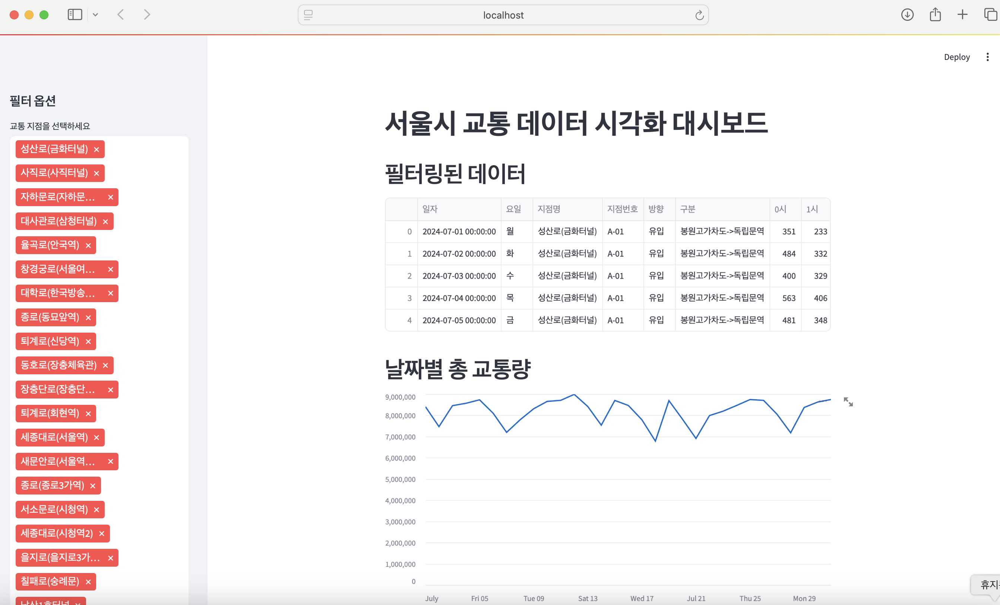 localhost
Deploy
필터 옵션
교통 지점을 선택하세요
성산로(금화터널) ×
사직로(사직터널) ×
자하문로(자하문... ×
대사관로(삼청터널) ×
율곡로(안국역) ×
창경궁로(서울여... ×
대학로(한국방송... ×
종로(동묘앞역) ×
퇴계로(신당역) ×
동호로(장충체육관) ×
장충단로(장충단... ×
퇴계로(회현역) ×
세종대로(서울역) ×
새문안로(서울역... ×
종로(종로3가역) ×
서소문로(시청역) ×
세종대로(시청역2) ×
을지로(을지로3가... ×
칠패로(숭례문) ×
남산1호터널 ×
서울시 교통 데이터 시각화 대시보드
필터링된 데이터
일자 요일 지점명 지점번호 방향 구분 0시 1시
0 2024-07-01 00:00:00 월 성산로(금화터널) A-01 유입 봉원고가차도->독립문역 351 233
1 2024-07-02 00:00:00 화 성산로(금화터널) A-01 유입 봉원고가차도->독립문역 484 332
2 2024-07-03 00:00:00 수 성산로(금화터널) A-01 유입 봉원고가차도->독립문역 400 329
3 2024-07-04 00:00:00 목 성산로(금화터널) A-01 유입 봉원고가차도->독립문역 563 406
4 2024-07-05 00:00:00 금 성산로(금화터널) A-01 유입 봉원고가차도->독립문역 481 348
날짜별 총 교통량
9,000,000
8,000,000
7,000,000
6,000,000
5,000,000
4,000,000
3,000,000
2,000,000
1,000,000
0
July Fri 05 Tue 09 Sat 13 Wed 17 Jul 21 Thu 25 Mon 29